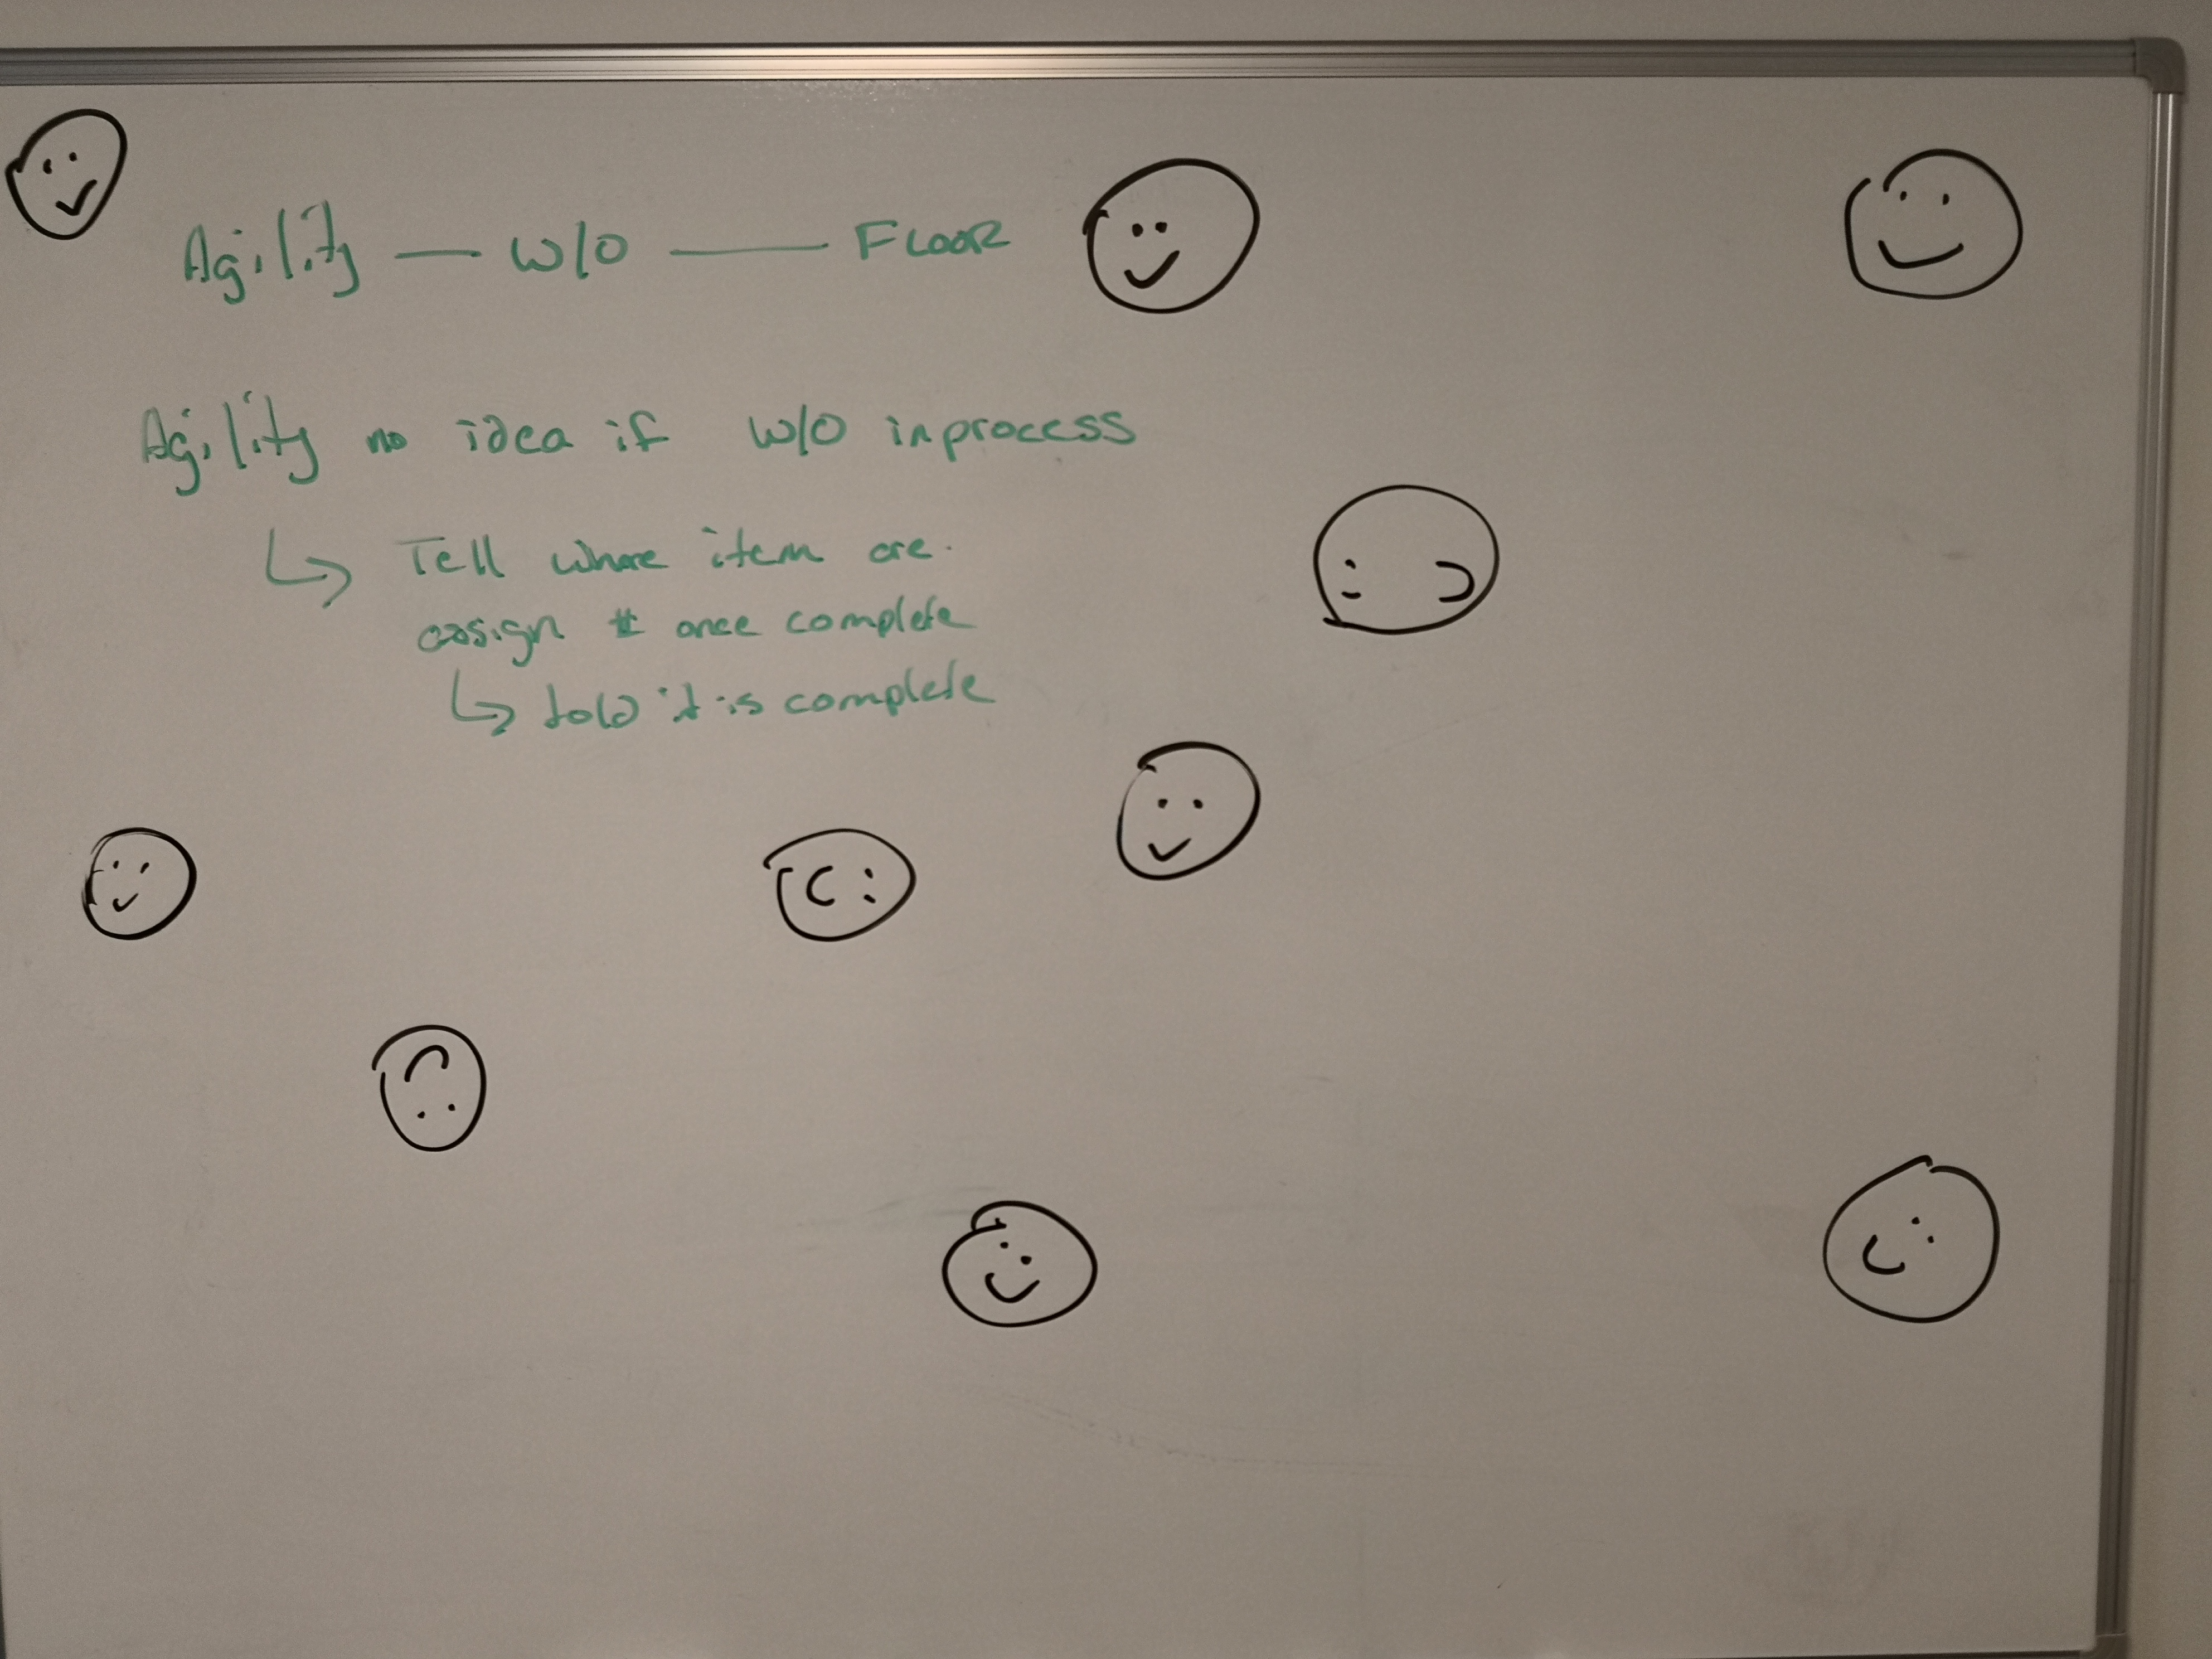 Agility — W/O — FLOOR
Agility no idea if W/O inprocess
↳ Tell where item are.
assign # once complete
↳ told it is complete